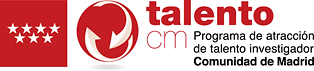 talento
cm
Programa de atracción
de talento investigador
Comunidad de Madrid